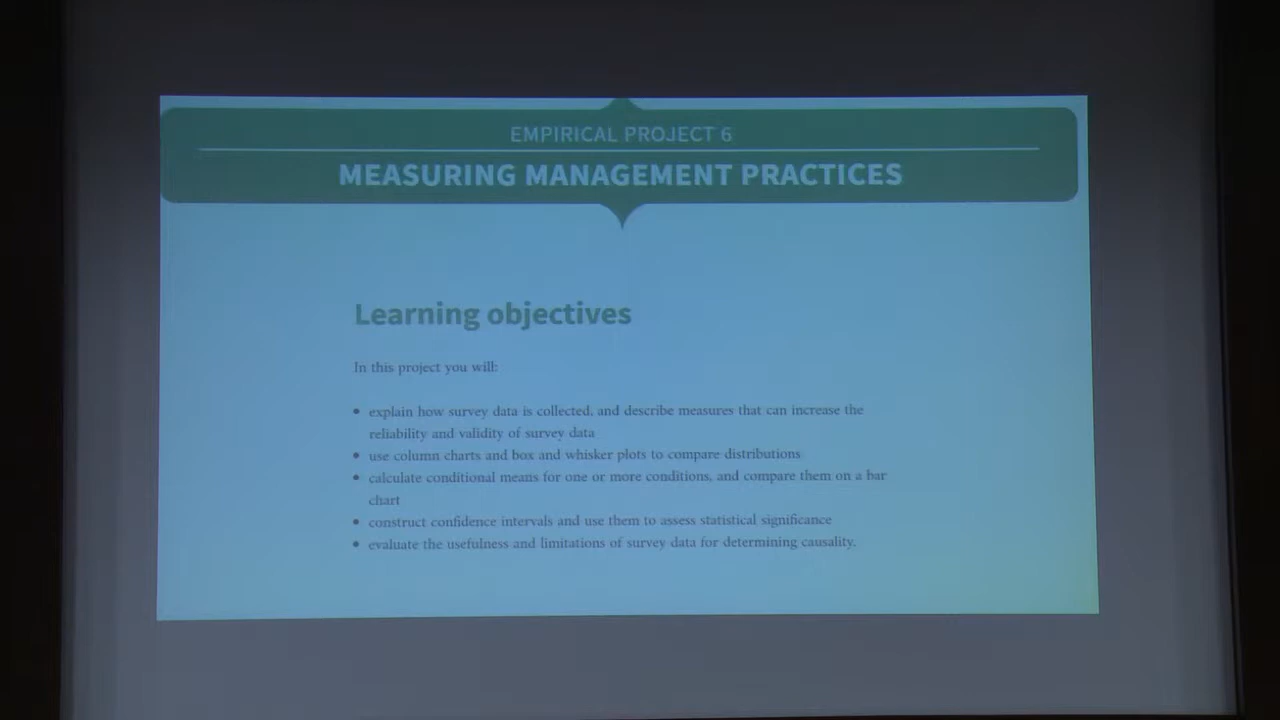 EMPIRICAL PROJECT 6
MEASURING MANAGEMENT PRACTICES
Learning objectives
In this project you will:
• explain how survey data is collected, and describe measures that can increase the
reliability and validity of survey data
• use column charts and box and whisker plots to compare distributions
• calculate conditional means for one or more conditions, and compare them on a bar
chart
• construct confidence intervals and use them to assess statistical significance
• evaluate the usefulness and limitations of survey data for determining causality.